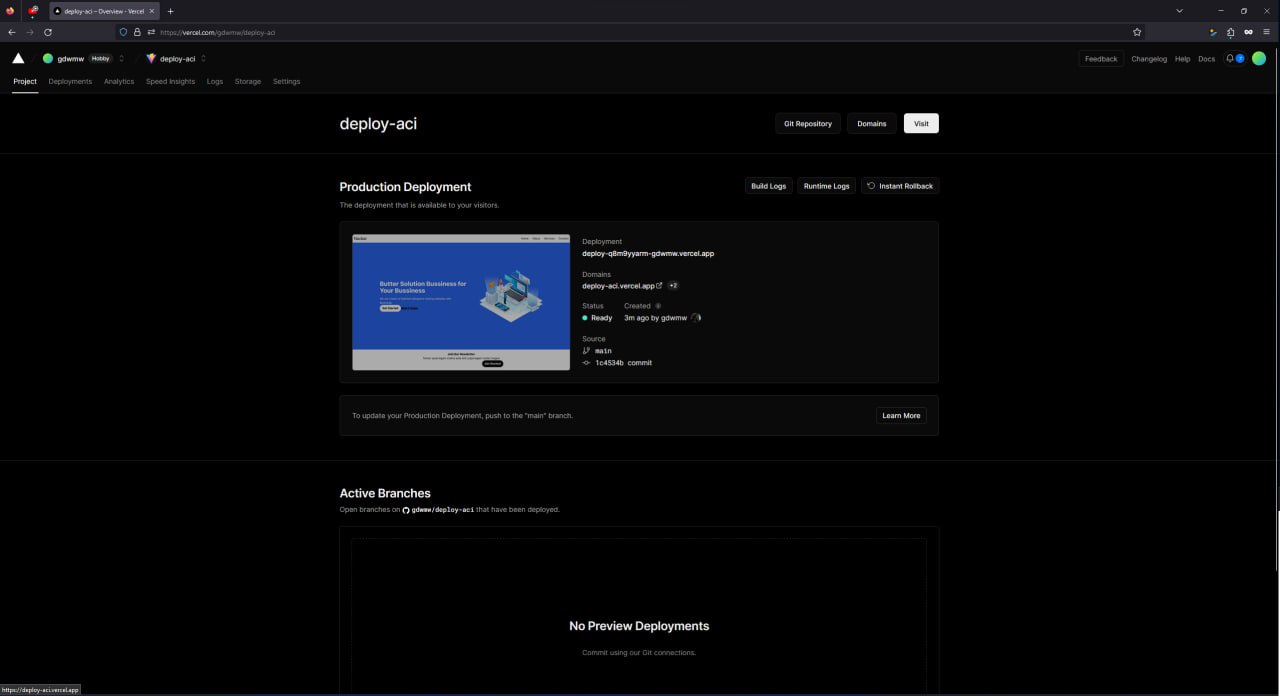 deploy-aci – Overview - Vercel
https://vercel.com/gdwmw/deploy-aci
gdwmw Hobby deploy-aci
Feedback Changelog Help Docs
Project Deployments Analytics Speed Insights Logs Storage Settings
deploy-aci
Git Repository Domains Visit
Production Deployment
Build Logs Runtime Logs Instant Rollback
The deployment that is available to your visitors.
Butter Solution Bussiness for
Your Bussiness
Get Started
Join Our Newsletter
Deployment
deploy-q8m9yyarm-gdwmw.vercel.app
Domains
deploy-aci.vercel.app +2
Status Created
Ready 3m ago by gdwmw
Source
main
1c4534b commit
To update your Production Deployment, push to the "main" branch.
Learn More
Active Branches
Open branches on gdwmw/deploy-aci that have been deployed.
No Preview Deployments
Commit using our Git connections.
https://deploy-aci.vercel.app